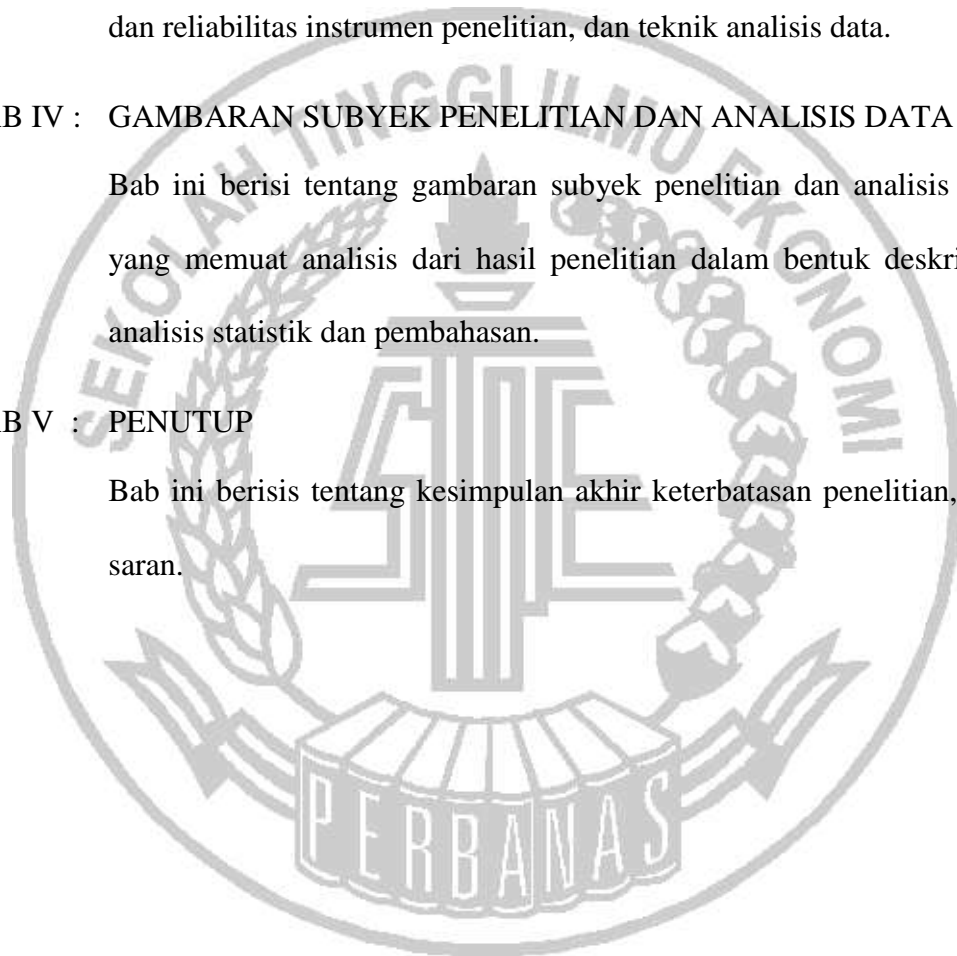 dan reliabilitas instrumen penelitian, dan teknik analisis data.
AB IV : GAMBARAN SUBYEK PENELITIAN DAN ANALISIS DATA
Bab ini berisi tentang gambaran subyek penelitian dan analisis
yang memuat analisis dari hasil penelitian dalam bentuk deskri
analisis statistik dan pembahasan.
AB V : PENUTUP
Bab ini berisis tentang kesimpulan akhir keterbatasan penelitian,
saran.
SEKOLAH TINGGI ILMU EKONOMI
STIE
PERBANAS